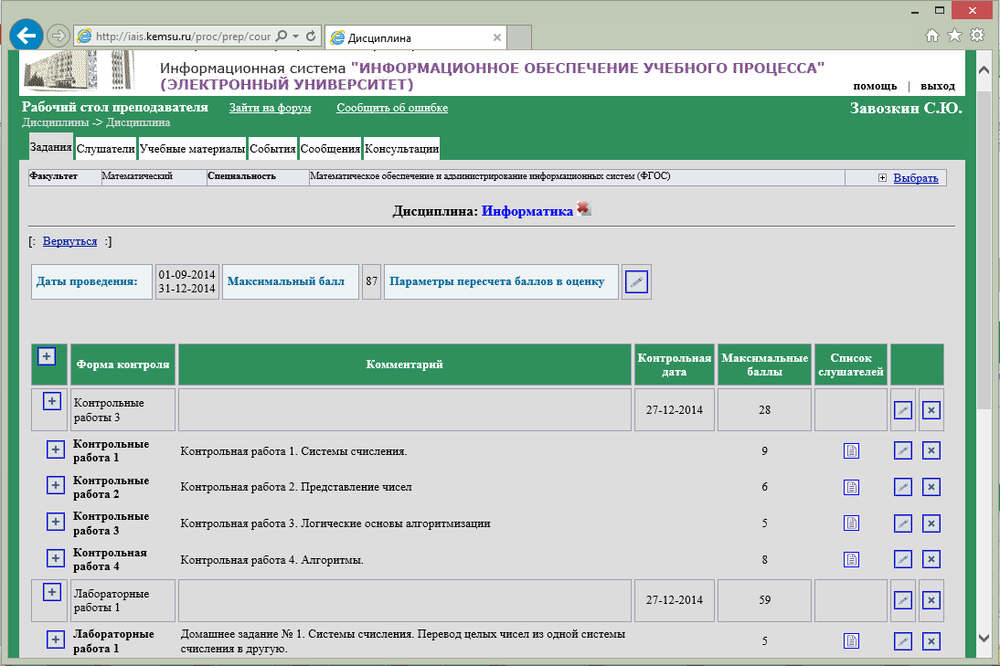 http://iais.kemsu.ru/proc/prep/cour
Дисциплина
Информационная система "ИНФОРМАЦИОННОЕ ОБЕСПЕЧЕНИЕ УЧЕБНОГО ПРОЦЕССА"
(ЭЛЕКТРОННЫЙ УНИВЕРСИТЕТ)
помощь | выход
Рабочий стол преподавателя Зайти на форум Сообщить об ошибке Завозкин С.Ю.
Дисциплины -> Дисциплина
Задания Слушатели Учебные материалы События Сообщения Консультации
Факультет Математический Специальность Математическое обеспечение и администрирование информационных систем (ФГОС) Выбрать
Дисциплина: Информатика
[: Вернуться :]
Даты проведения: 01-09-2014 31-12-2014 Максимальный балл 87 Параметры пересчета баллов в оценку
Форма контроля Комментарий Контрольная дата Максимальные баллы Список слушателей
Контрольные работы 3 27-12-2014 28
Контрольные работа 1 Контрольная работа 1. Системы счисления. 9
Контрольные работа 2 Контрольная работа 2. Представление чисел 6
Контрольные работа 3 Контрольная работа 3. Логические основы алгоритмизации 5
Контрольная работа 4 Контрольная работа 4. Алгоритмы. 8
Лабораторные работы 1 27-12-2014 59
Лабораторные работа 1 Домашнее задание № 1. Системы счисления. Перевод целых чисел из одной системы счисления в другую. 5